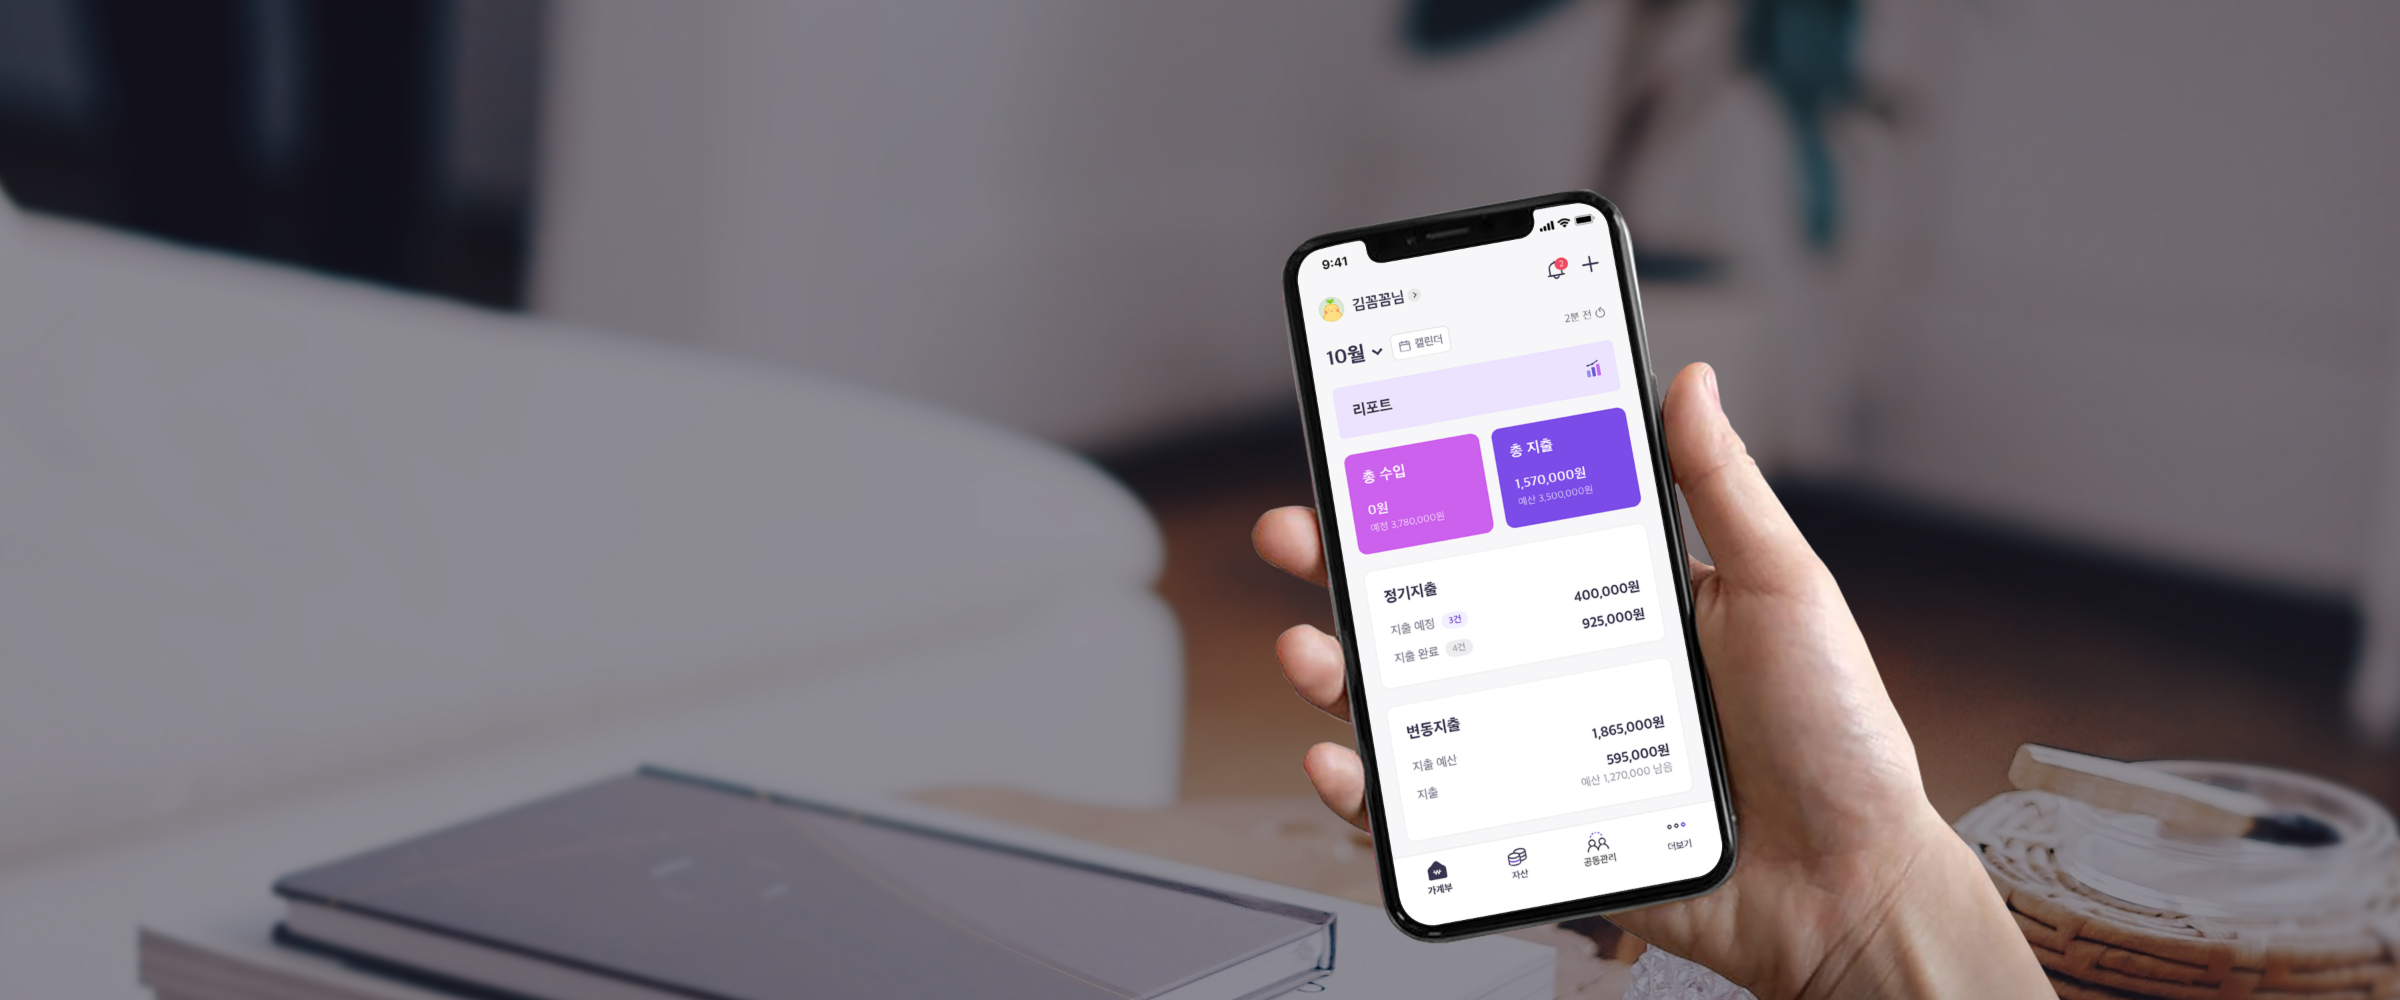 9:41
2
김꼼꼼님
2분 전
10월
캘린더
리포트
총 수입
0원
예정 3,780,000원
총 지출
1,570,000원
예산 3,500,000원
정기지출
지출 예정 3건 400,000원
지출 완료 4건 925,000원
변동지출
지출 예산 1,865,000원
지출 595,000원
예산 1,270,000 남음
가계부
자산
공동관리
더보기